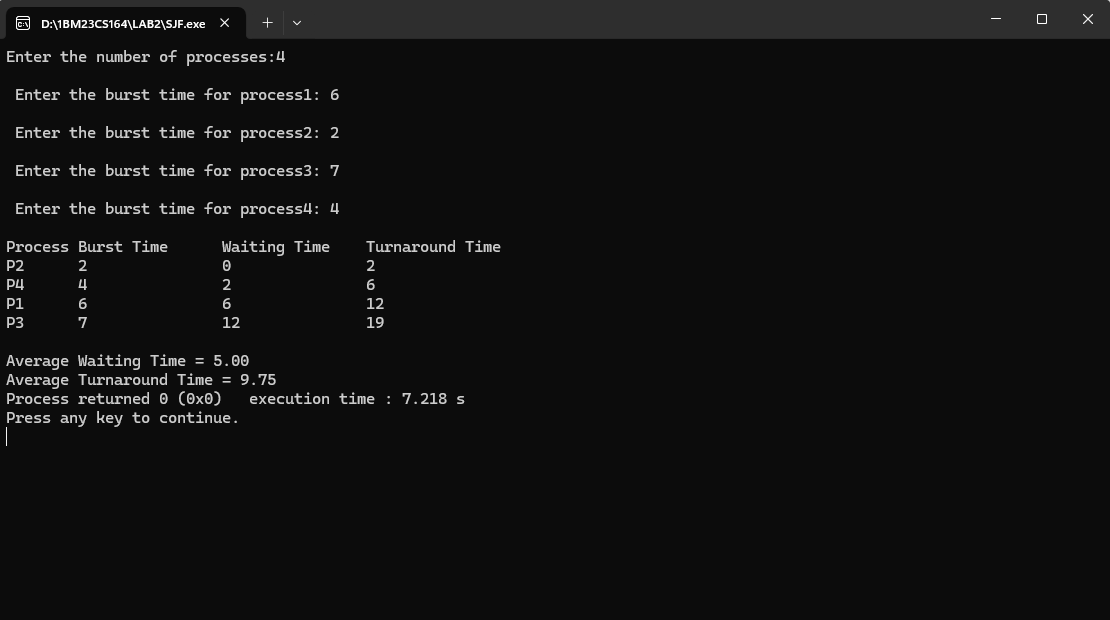 D:\1BM23CS164\LAB2\SJF.exe
Enter the number of processes:4
Enter the burst time for process1: 6
Enter the burst time for process2: 2
Enter the burst time for process3: 7
Enter the burst time for process4: 4
Process Burst Time      Waiting Time    Turnaround Time
P2      2               0               2
P4      4               2               6
P1      6               6               12
P3      7               12              19
Average Waiting Time = 5.00
Average Turnaround Time = 9.75
Process returned 0 (0x0)   execution time : 7.218 s
Press any key to continue.